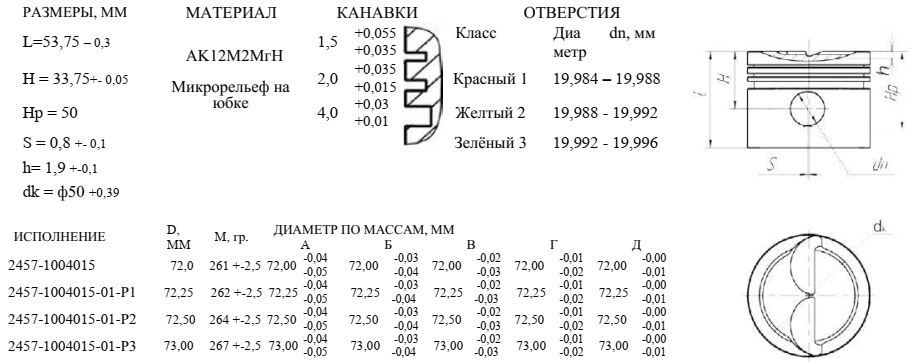 РАЗМЕРЫ, ММ МАТЕРИАЛ КАНАВКИ ОТВЕРСТИЯ
L=53,75 – 0,3
H = 33,75+- 0,05
Нр = 50
S = 0,8 +- 0,1
h= 1,9 +-0,1
dk = ф50 +0,39
АК12М2МгН
Микрорельеф на
юбке
1,5 +0,055 +0,035
2,0 +0,035 +0,015
4,0 +0,03 +0,01
Класс Диа dn, мм
метр
Красный 1 19,984 – 19,988
Желтый 2 19,988 - 19,992
Зелёный 3 19,992 - 19,996
l
H
h
Нр
S
dn
dk
ИСПОЛНЕНИЕ D, ММ М, гр. ДИАМЕТР ПО МАССАМ, ММ
А Б В Г Д
2457-1004015 72,0 261 +-2,5 72,00 -0,04 -0,05 72,00 -0,03 -0,04 72,00 -0,02 -0,03 72,00 -0,01 -0,02 72,00 -0,00 -0,01
2457-1004015-01-Р1 72,25 262 +-2,5 72,25 -0,04 -0,05 72,25 -0,03 -0,04 72,25 -0,02 -0,03 72,25 -0,01 -0,02 72,25 -0,00 -0,01
2457-1004015-01-Р2 72,50 264 +-2,5 72,50 -0,04 -0,05 72,50 -0,03 -0,04 72,50 -0,02 -0,03 72,50 -0,01 -0,02 72,50 -0,00 -0,01
2457-1004015-01-Р3 73,00 267 +-2,5 73,00 -0,04 -0,05 73,00 -0,03 -0,04 73,00 -0,02 -0,03 73,00 -0,01 -0,02 73,00 -0,00 -0,01